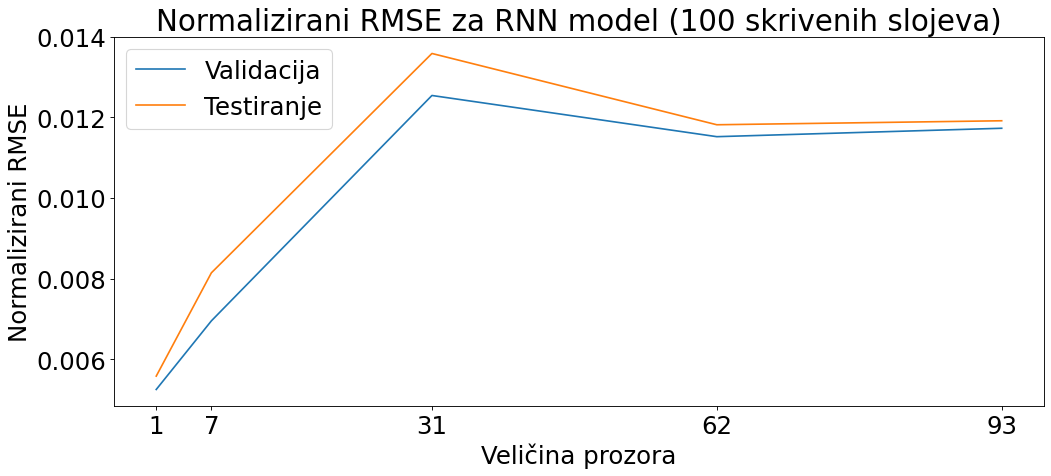 Normalizirani RMSE za RNN model (100 skrivenih slojeva)
0.014
0.012
0.010
0.008
0.006
Normalizirani RMSE
Validacija
Testiranje
1 7 31 62 93
Veličina prozora